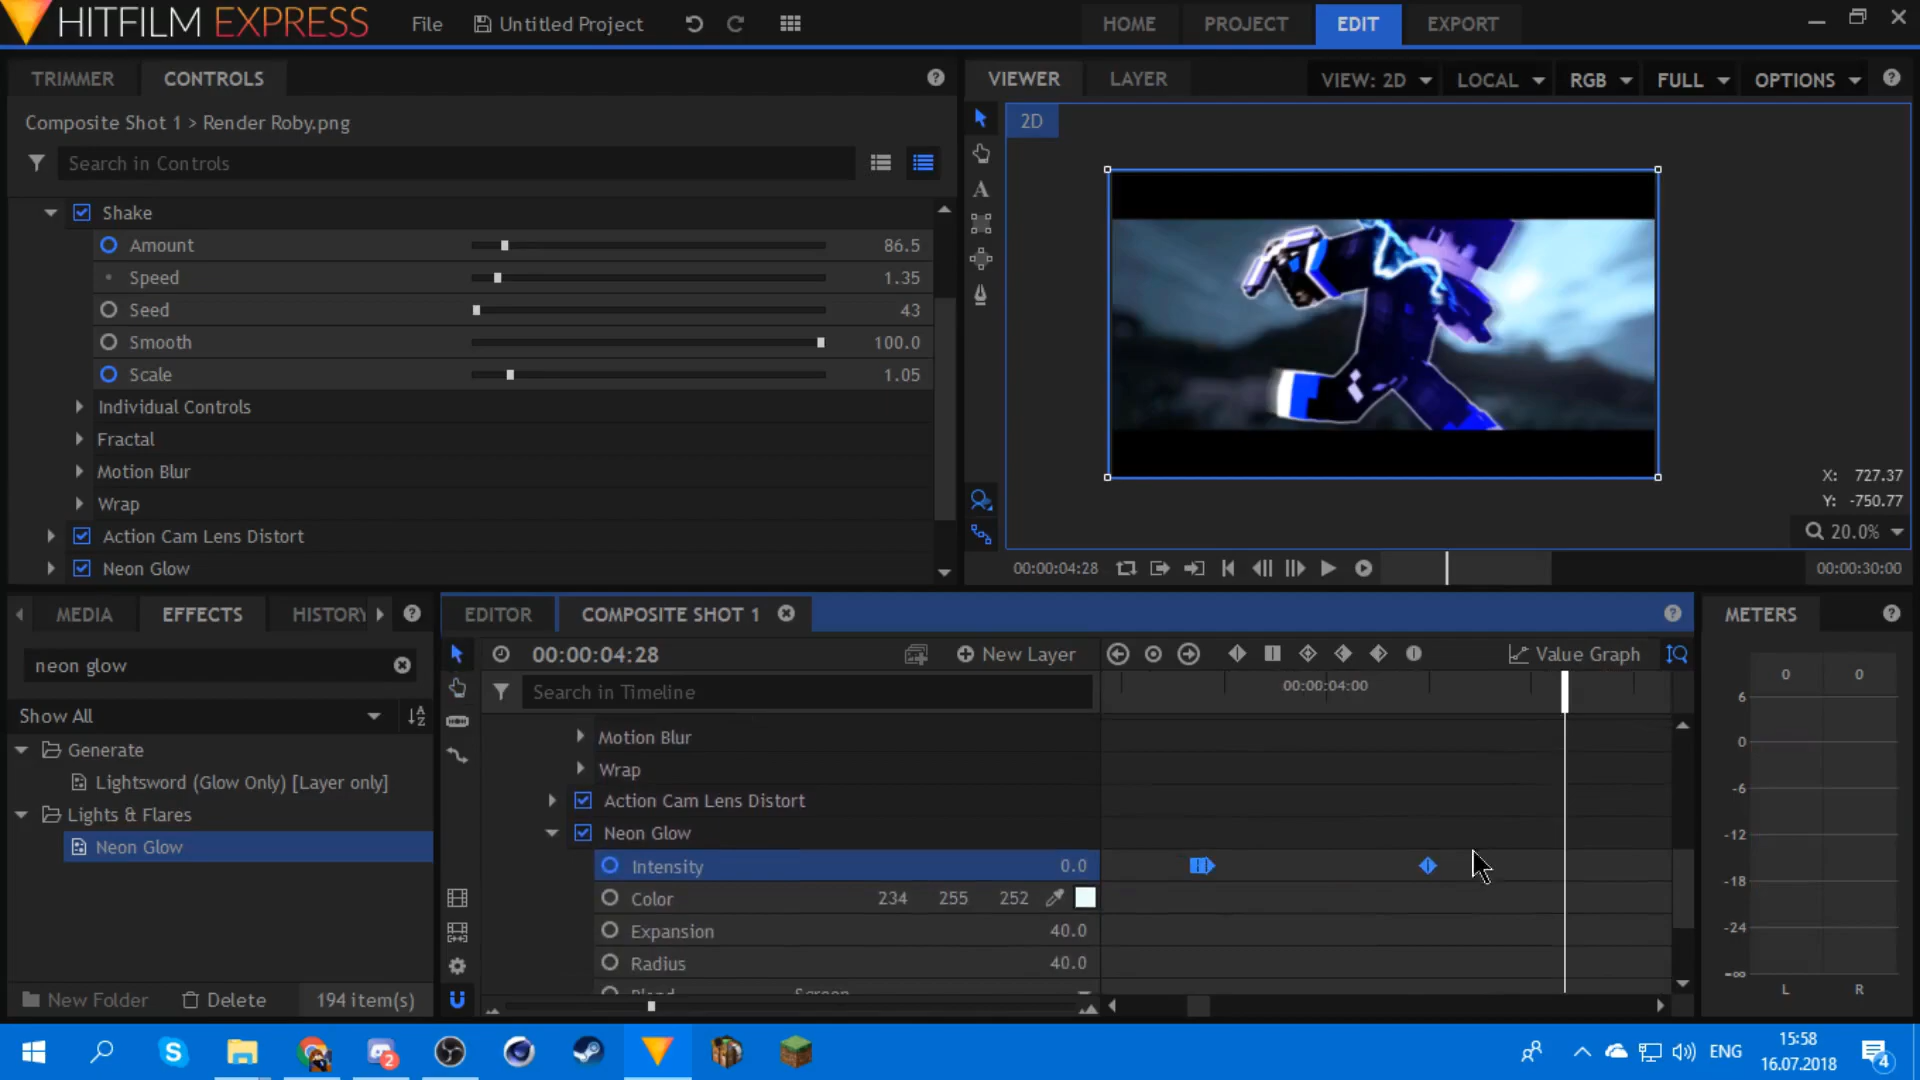 HITFILM EXPRESS
File
Untitled Project
HOME
PROJECT
EDIT
EXPORT
TRIMMER
CONTROLS
VIEWER
LAYER
VIEW: 2D
LOCAL
RGB
FULL
OPTIONS
Composite Shot 1 > Render Roby.png
Search in Controls
2D
Shake
Amount 86.5
Speed 1.35
Seed 43
Smooth 100.0
Scale 1.05
Individual Controls
Fractal
Motion Blur
Wrap
Action Cam Lens Distort
Neon Glow
X: 727.37
Y: -750.77
20.0%
00:00:04:28
00:00:30:00
MEDIA
EFFECTS
HISTORY
EDITOR
COMPOSITE SHOT 1
METERS
neon glow
00:00:04:28
New Layer
Value Graph
Show All
Search in Timeline
00:00:04:00
Generate
Lightsword (Glow Only) [Layer only]
Lights & Flares
Neon Glow
Motion Blur
Wrap
Action Cam Lens Distort
Neon Glow
Intensity 0.0
Color 234 255 252
Expansion 40.0
Radius 40.0
Blend Screen
0 0
6
0
-6
-12
-18
-24
-∞
L R
New Folder
Delete
194 item(s)
2
ENG
15:58
16.07.2018
4